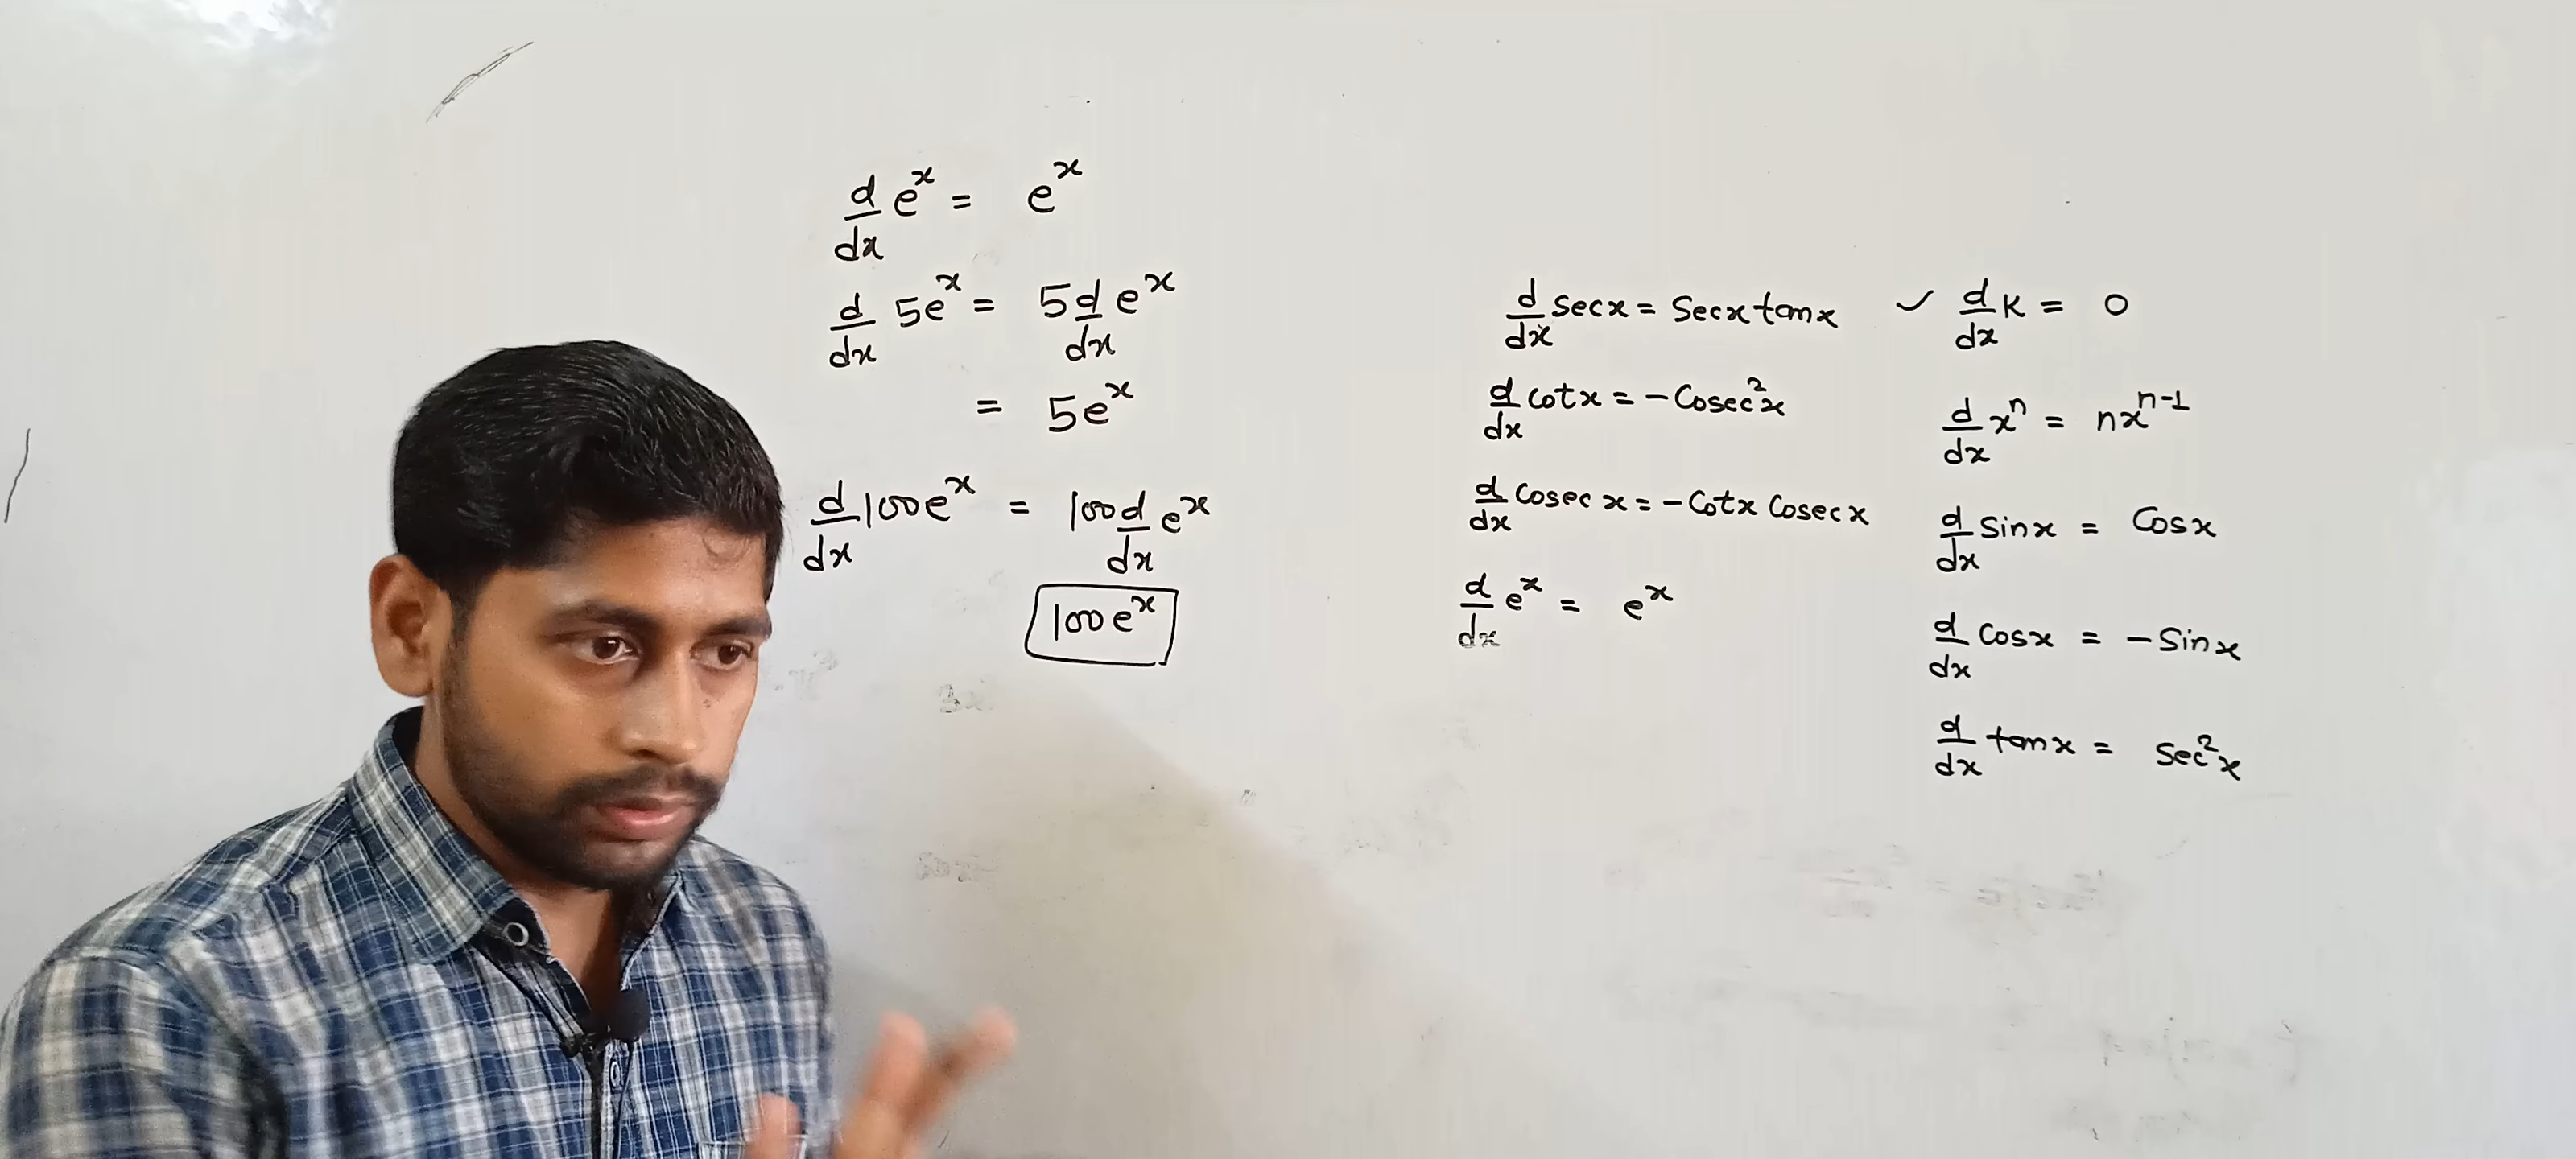 d/dx e^x = e^x
d/dx 5e^x = 5 d/dx e^x
= 5e^x
d/dx 100e^x = 100 d/dx e^x
100e^x
d/dx secx = Secx tanx
d/dx cotx = -Cosec²x
d/dx Cosec x = -Cotx Cosecx
d/dx e^x = e^x
✓ d/dx K = 0
d/dx x^n = nx^(n-1)
d/dx Sinx = Cosx
d/dx Cosx = -Sinx
d/dx tanx = Sec²x